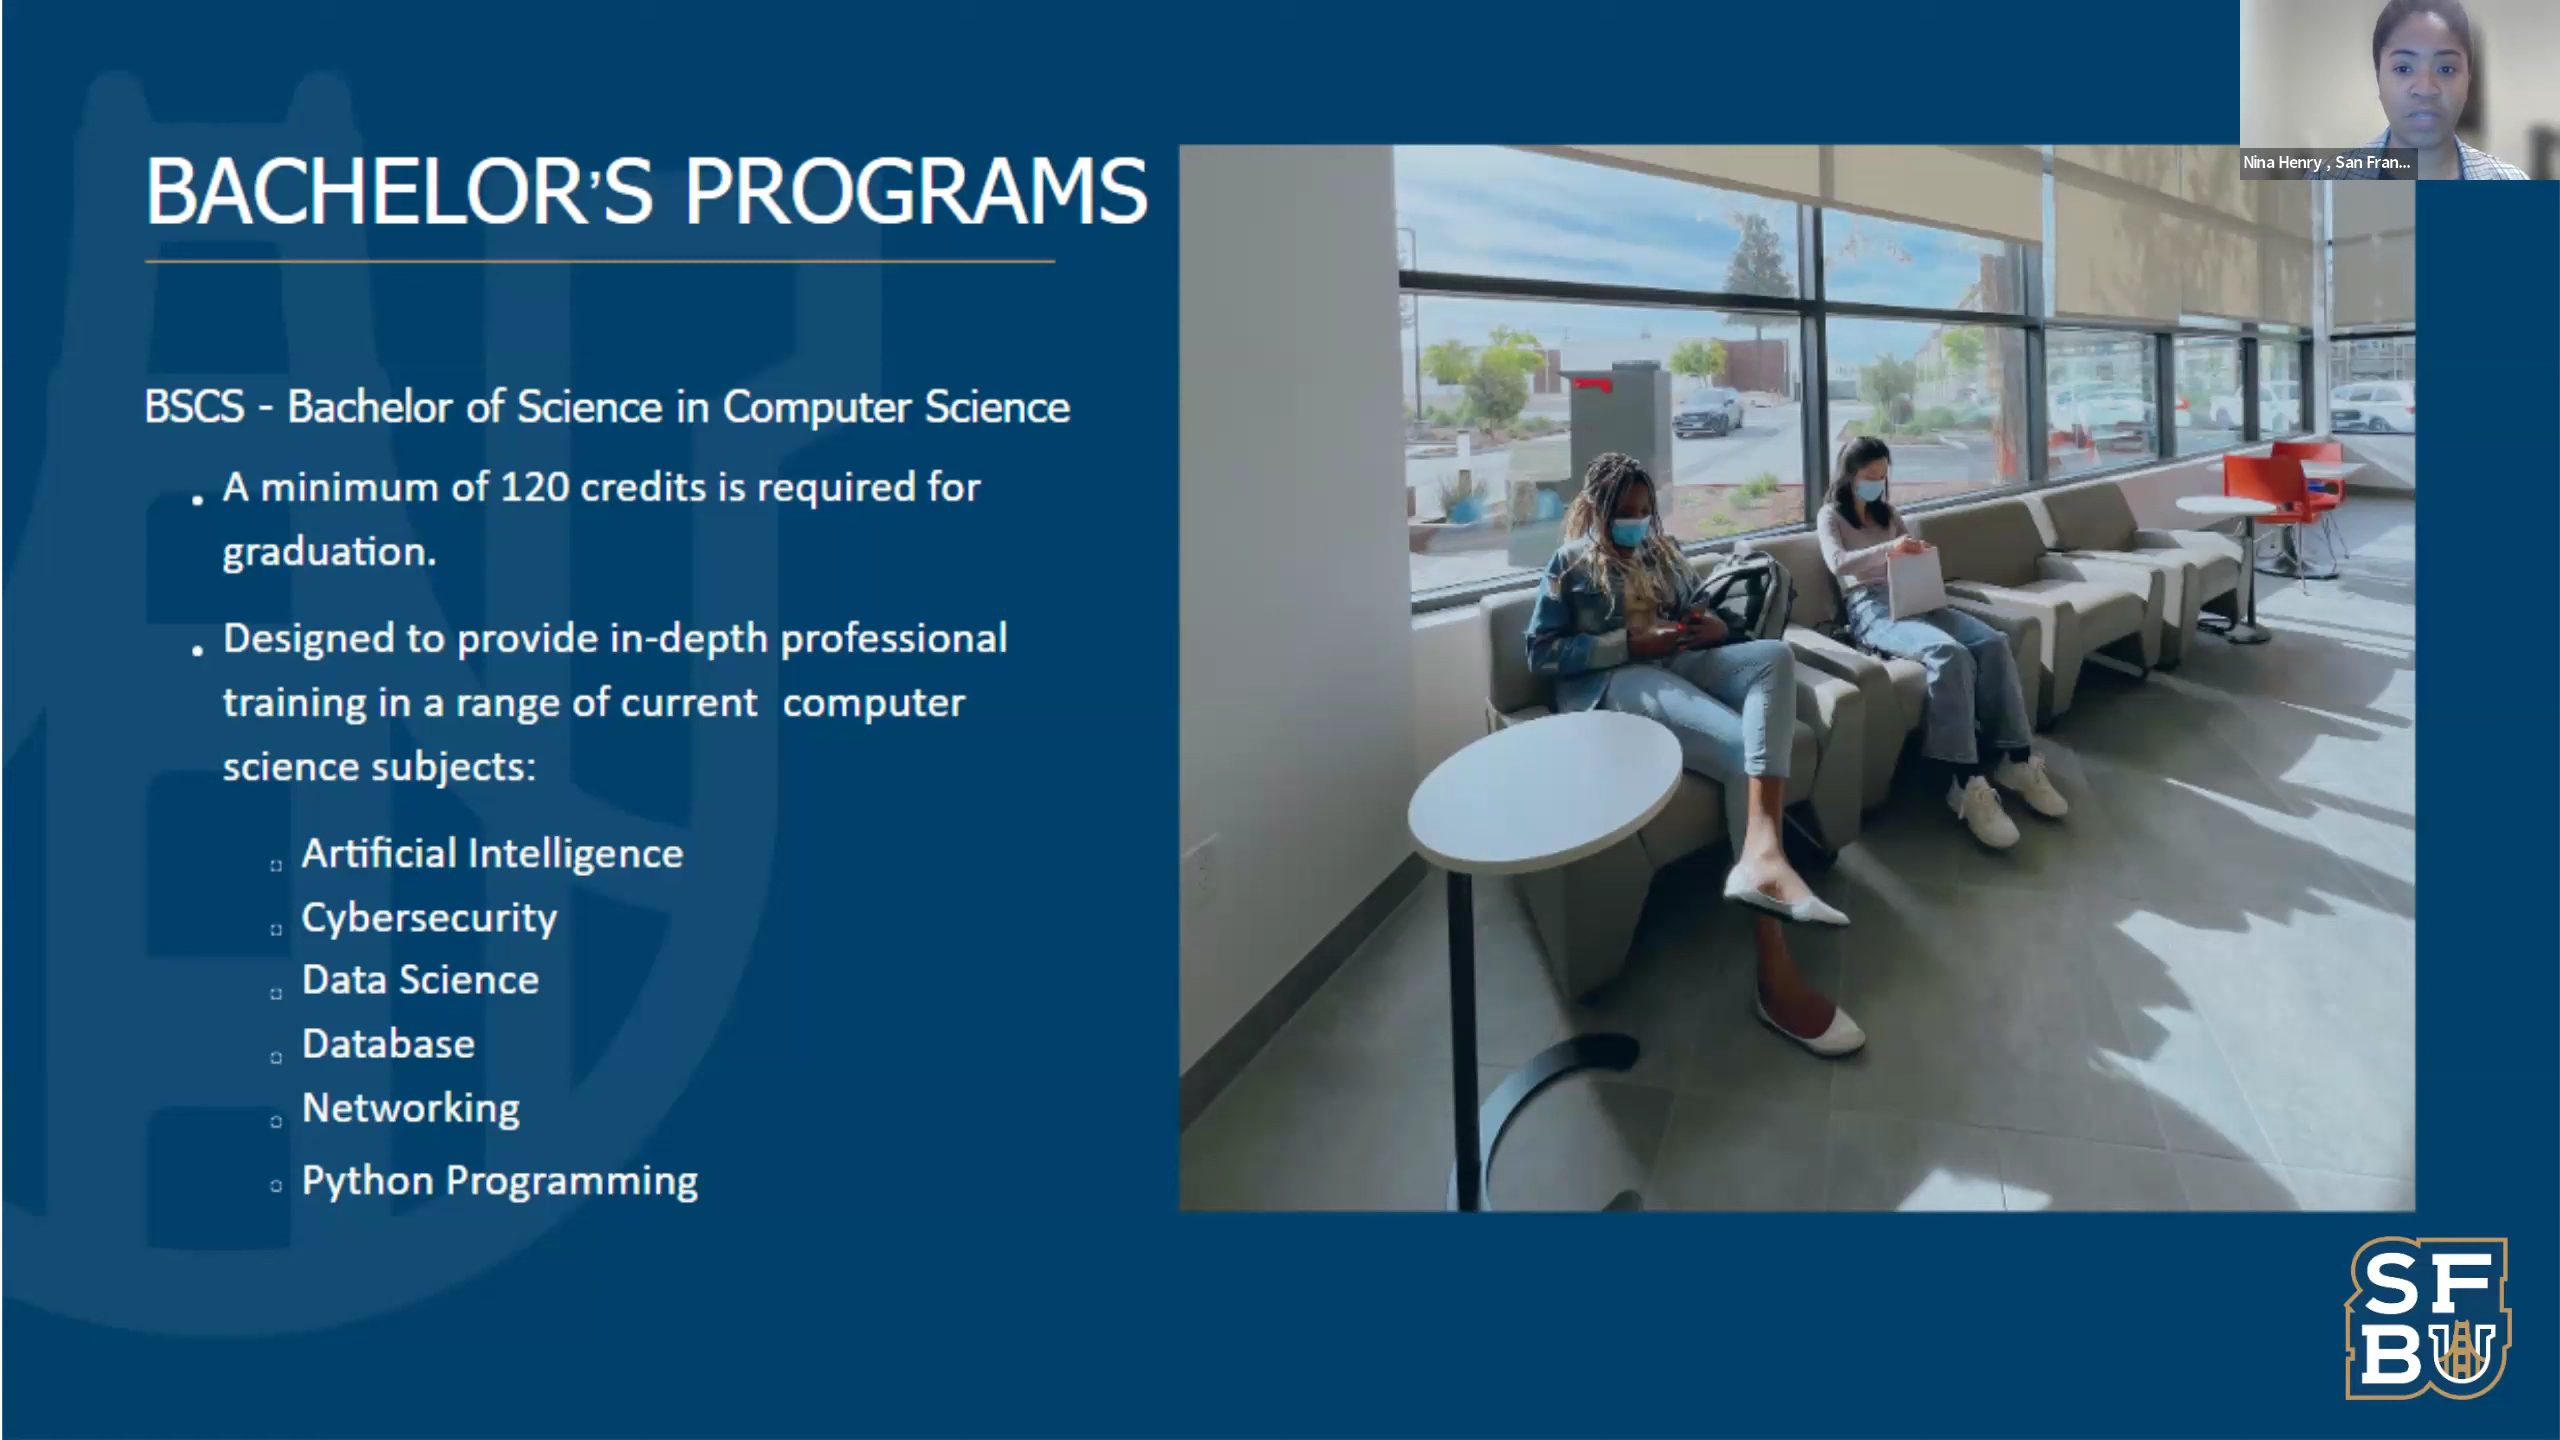 Nina Henry , San Fran...
BACHELOR’S PROGRAMS
BSCS - Bachelor of Science in Computer Science
• A minimum of 120 credits is required for
graduation.
• Designed to provide in-depth professional
training in a range of current computer
science subjects:
Artificial Intelligence
Cybersecurity
Data Science
Database
Networking
Python Programming
SF
BU